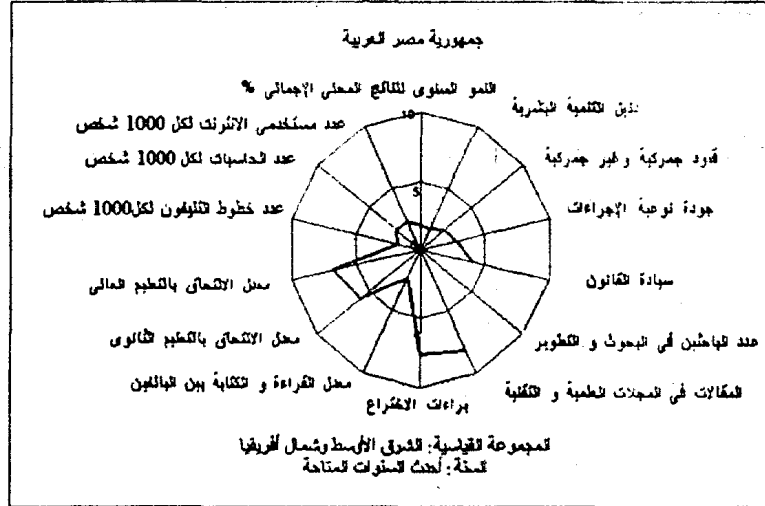 جمهورية مصر العربية
النمو السنوى للناتج المحلى الإجمالى %
دليل التنمية البشرية
عدد مستخدمى الانترنت لكل 1000 شخص
قيود جمركية و غير جمركية
عدد الحاسبات لكل 1000 شخص
جودة نوعية الإجراءات
عدد خطوط التليفون لكل1000 شخص
سيادة القانون
معدل الالتحاق بالتعليم العالى
عدد الباحثين فى البحوث و التطوير
معدل الالتحاق بالتعليم الثانوى
المقالات فى المجلات العلمية و التقنية
معدل القراءة و الكتابة بين البالغين
براءات الاختراع
10
5
المجموعة القياسية: الشرق الأوسط وشمال أفريقيا
السنة : أحدث السنوات المتاحة